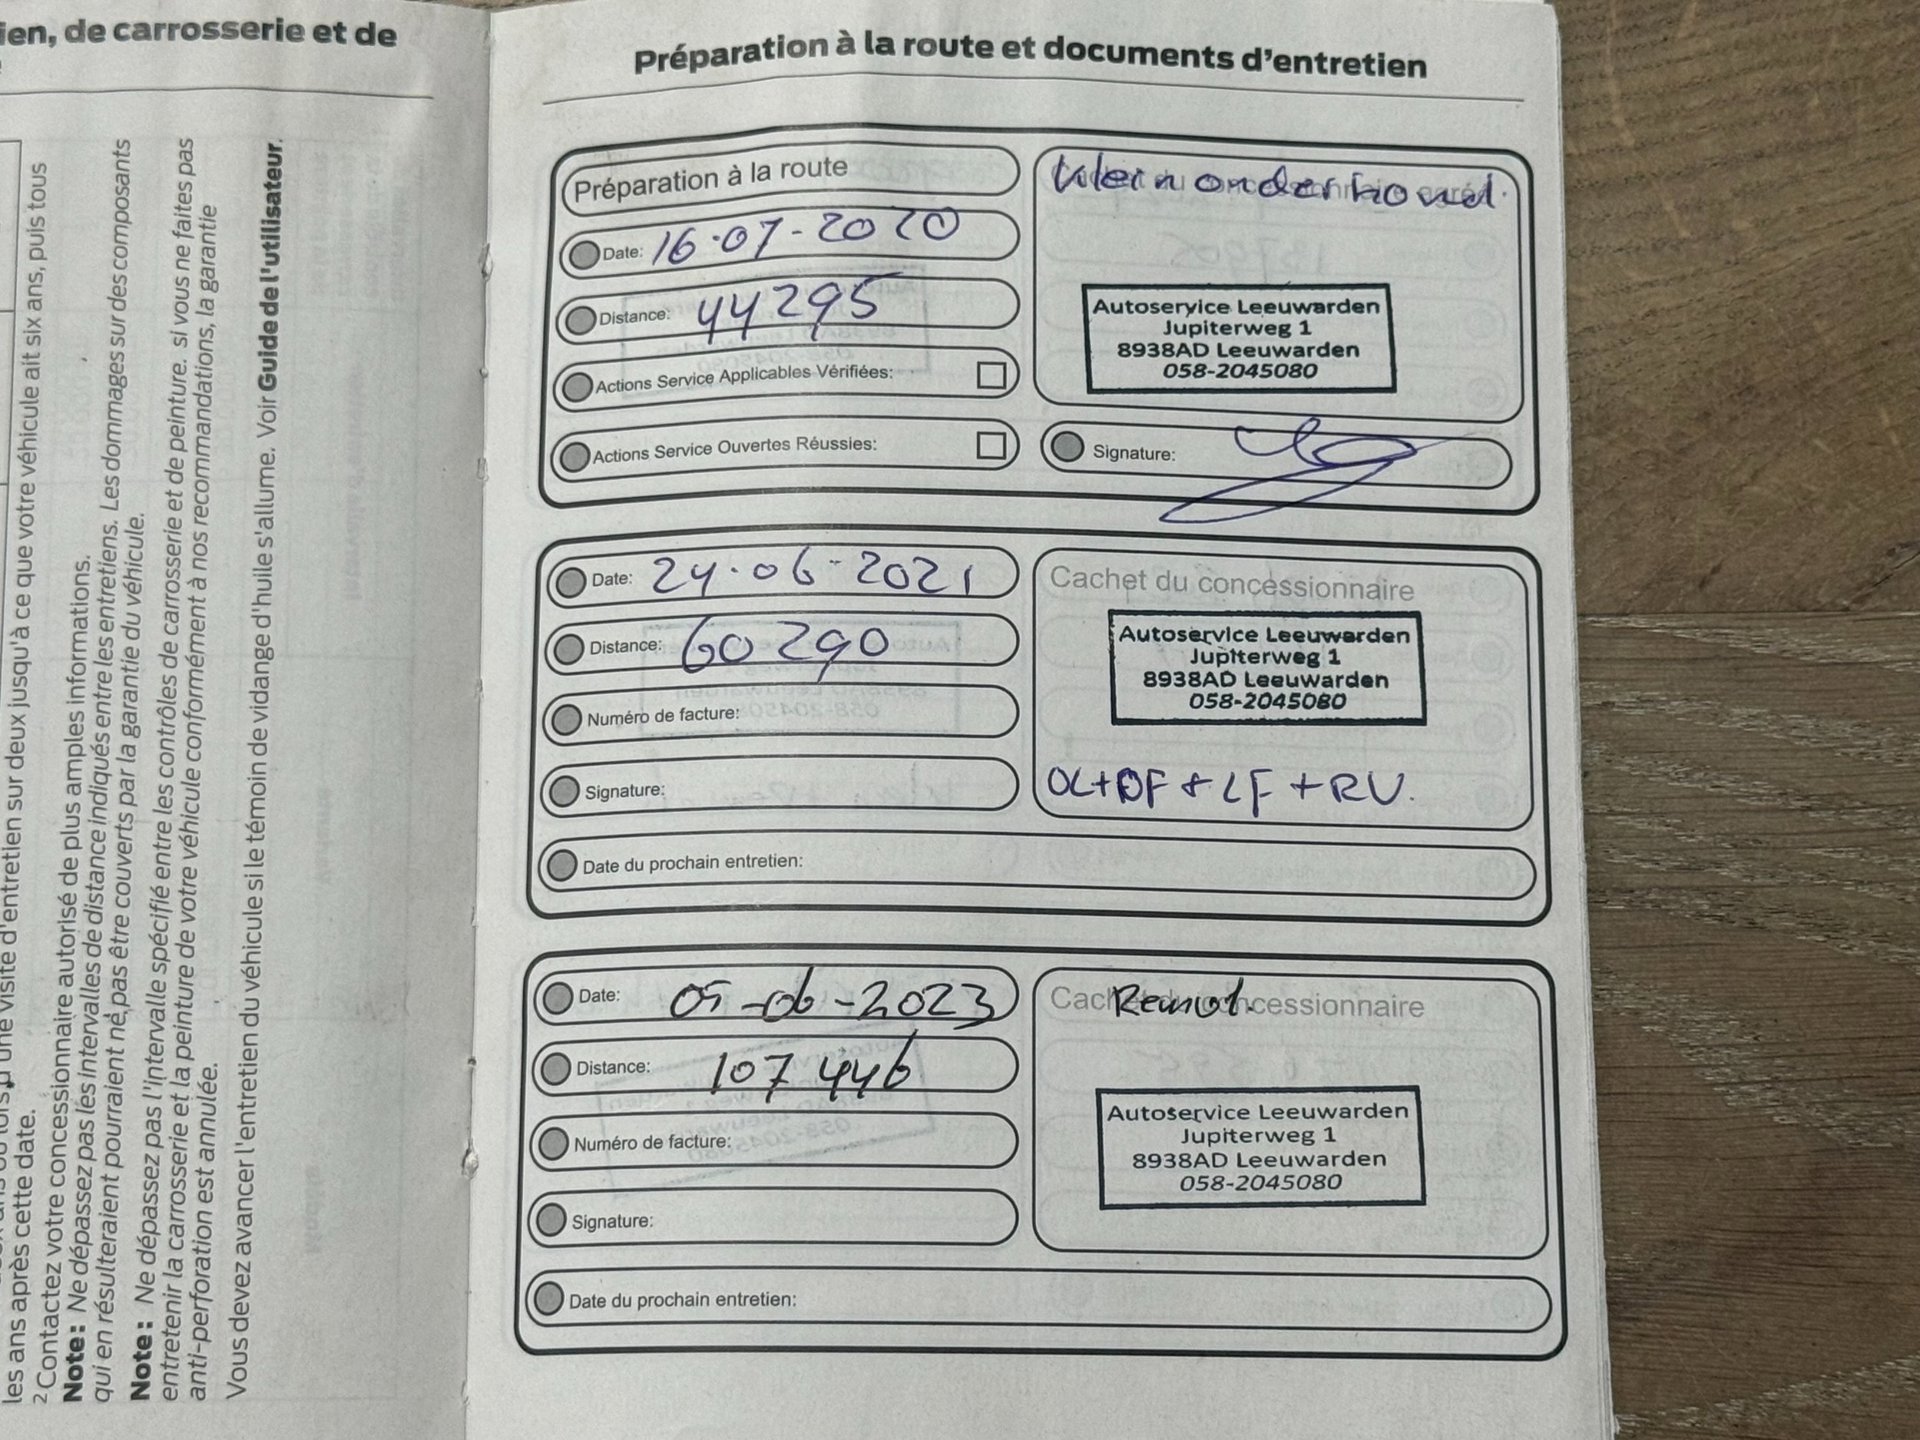 ien, de carrosserie et de
les ans après cette date.
² Contactez votre concessionnaire autorisé de plus amples informations.
Note : Ne dépassez pas les intervalles de distance indiqués entre les entretiens. Les dommages sur des composants
qui en résulteraient pourraient ne pas être couverts par la garantie du véhicule.
Note : Ne dépassez pas l'intervalle spécifié entre les contrôles de carrosserie et de peinture. si vous ne faites pas
entretenir la carrosserie et la peinture de votre véhicule conformément à nos recommandations, la garantie
anti-perforation est annulée.
Vous devez avancer l'entretien du véhicule si le témoin de vidange d'huile s'allume. Voir Guide de l'utilisateur.
Préparation à la route et documents d'entretien
Préparation à la route
Date: 16-07-2020
Distance: 44295
Actions Service Applicables Vérifiées:
Actions Service Ouvertes Réussies:
Klein onderhoud.
Autoservice Leeuwarden
Jupiterweg 1
8938AD Leeuwarden
058-2045080
Signature:
Date: 24-06-2021
Distance: 60290
Numéro de facture:
Signature:
Date du prochain entretien:
Cachet du concessionnaire
Autoservice Leeuwarden
Jupiterweg 1
8938AD Leeuwarden
058-2045080
OL+OF+LF+RV.
Date: 05-06-2023
Distance: 107446
Numéro de facture:
Signature:
Date du prochain entretien:
Cachet du concessionnaire
Autoservice Leeuwarden
Jupiterweg 1
8938AD Leeuwarden
058-2045080